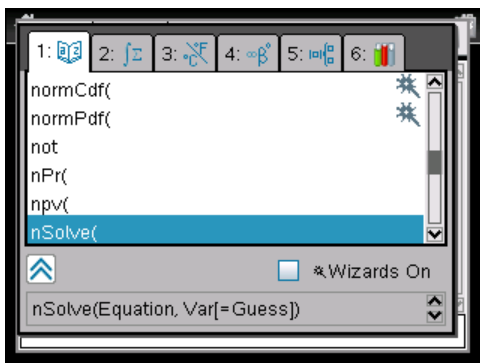 1: 2: ∫Σ 3: °C°F 4: ∞β° 5: 6:
normCdf(
normPdf(
not
nPr(
npv(
nSolve(
Wizards On
nSolve(Equation, Var[=Guess])